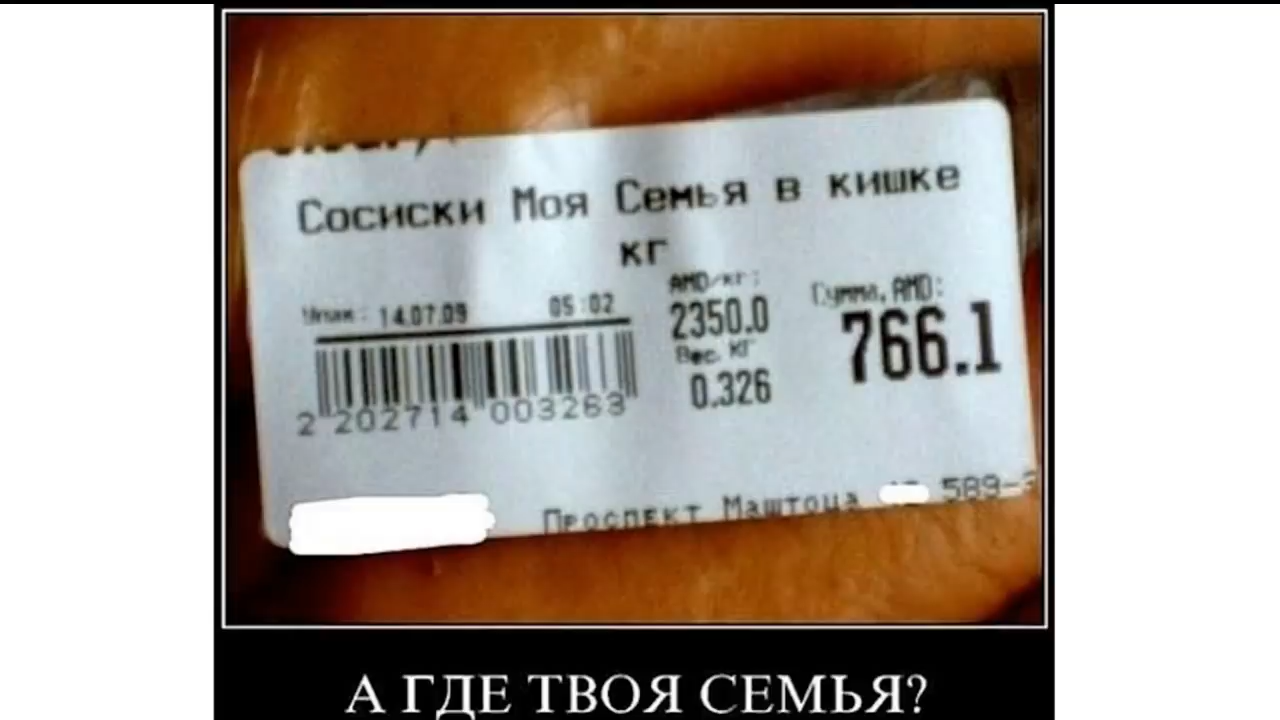 Сосиски Моя Семья в кишке
кг
Упак: 14.07.09 05:02
AMD/кг:
2350.0
Вес, КГ
0.326
Сумма, AMD:
766.1
2 202714 003263
Проспект Маштоца 589-
А ГДЕ ТВОЯ СЕМЬЯ?